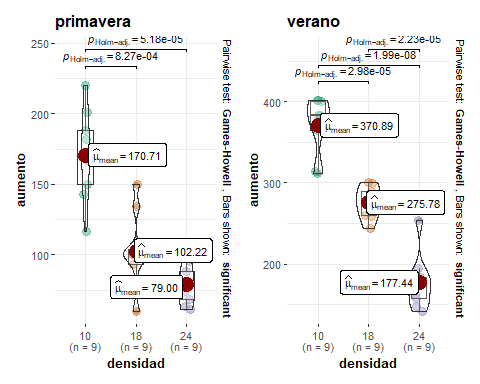 primavera
p Holm−adj. = 5.18e−05
p Holm−adj. = 8.27e−04
250
200
150
100
aumento
μ̂ mean = 170.71
μ̂ mean = 102.22
μ̂ mean = 79.00
10
(n = 9)
18
(n = 9)
24
(n = 9)
densidad
Pairwise test: Games−Howell , Bars shown: significant
verano
p Holm−adj. = 2.23e−05
p Holm−adj. = 1.99e−08
p Holm−adj. = 2.98e−05
400
300
200
aumento
μ̂ mean = 370.89
μ̂ mean = 275.78
μ̂ mean = 177.44
10
(n = 9)
18
(n = 9)
24
(n = 9)
densidad
Pairwise test: Games−Howell , Bars shown: significant